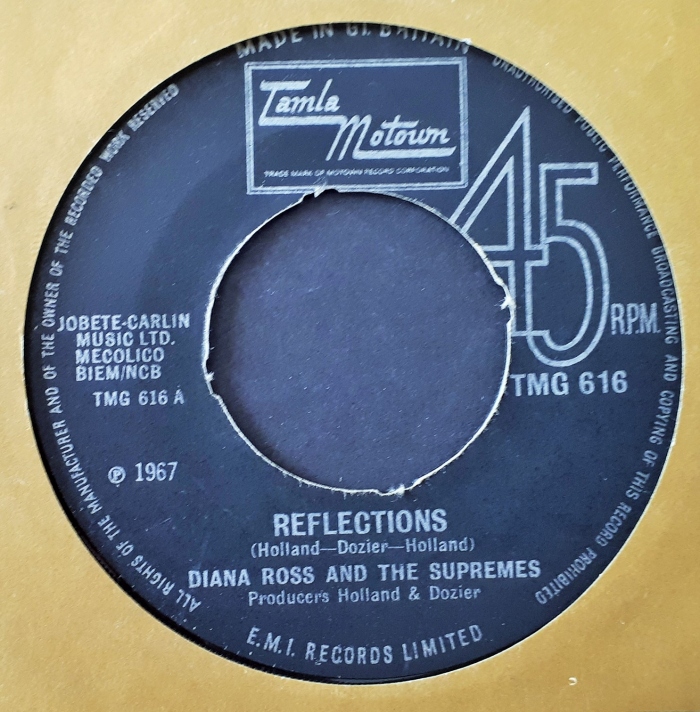 MADE IN GT. BRITAIN
Tamla
Motown
TRADE MARK OF MOTOWN RECORD CORPORATION
45
R.P.M.
TMG 616
JOBETE-CARLIN
MUSIC LTD.
MECOLICO
BIEM/NCB
TMG 616 A
℗ 1967
REFLECTIONS
(Holland—Dozier—Holland)
DIANA ROSS AND THE SUPREMES
Producers Holland & Dozier
E.M.I. RECORDS LIMITED
ALL RIGHTS OF THE MANUFACTURER AND OF THE OWNER OF THE RECORDED WORK RESERVED
UNAUTHORISED PUBLIC PERFORMANCE BROADCASTING AND COPYING OF THIS RECORD PROHIBITED